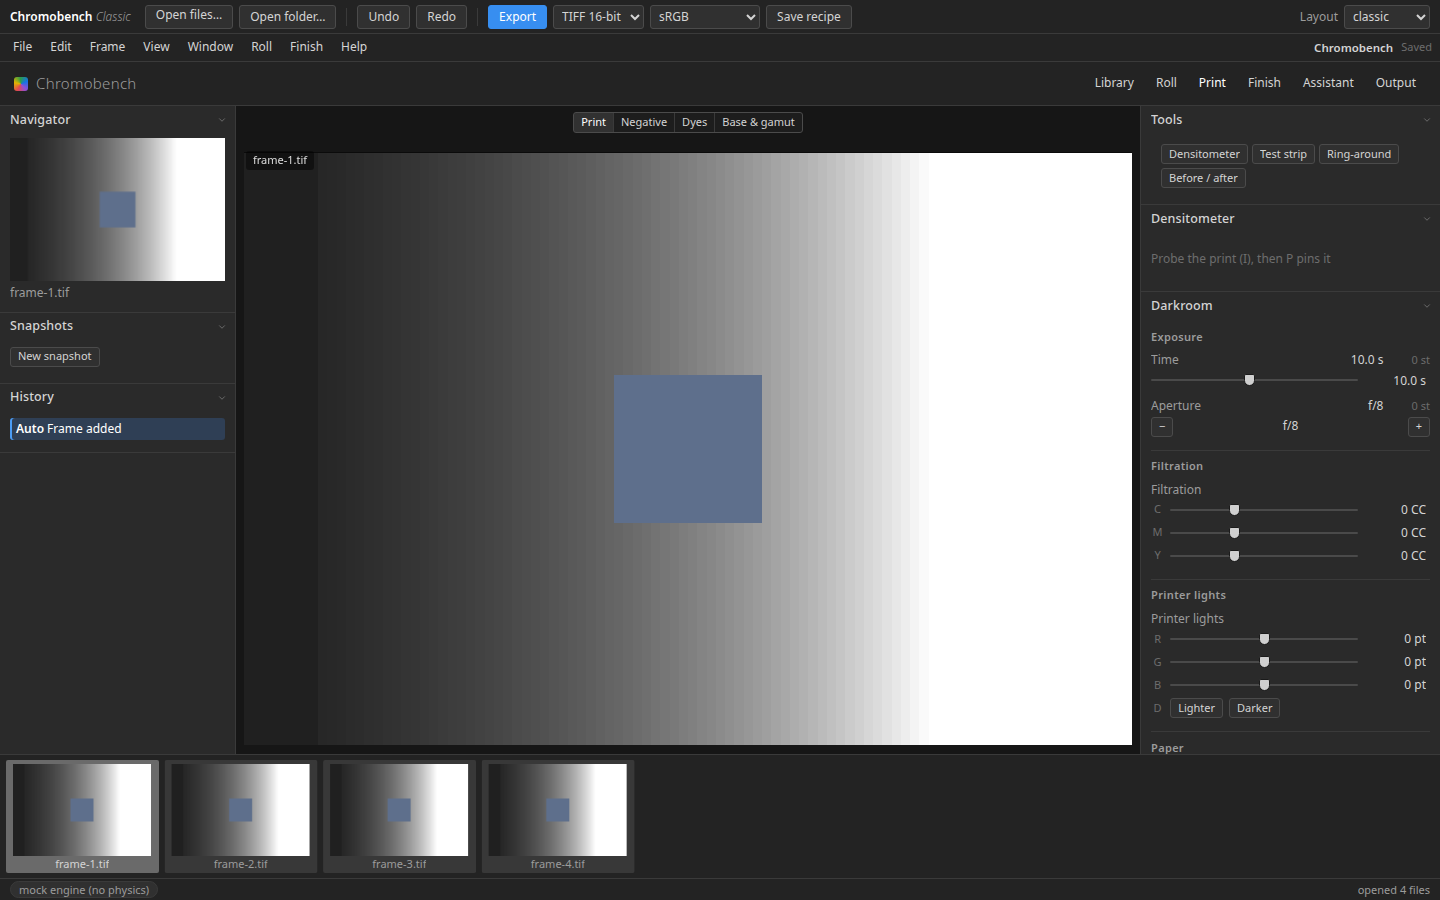 Chromobench Classic Open files... Open folder... Undo Redo Export TIFF 16-bit sRGB Save recipe Layout classic
File Edit Frame View Window Roll Finish Help Chromobench Saved
Chromobench Library Roll Print Finish Assistant Output
Navigator
frame-1.tif
Snapshots
New snapshot
History
Auto Frame added
Print Negative Dyes Base & gamut
frame-1.tif
Tools
Densitometer Test strip Ring-around
Before / after
Densitometer
Probe the print (I), then P pins it
Darkroom
Exposure
Time 10.0 s 0 st
10.0 s
Aperture f/8 0 st
− f/8 +
Filtration
Filtration
C 0 CC
M 0 CC
Y 0 CC
Printer lights
Printer lights
R 0 pt
G 0 pt
B 0 pt
D Lighter Darker
Paper
frame-1.tif frame-2.tif frame-3.tif frame-4.tif
mock engine (no physics) opened 4 files